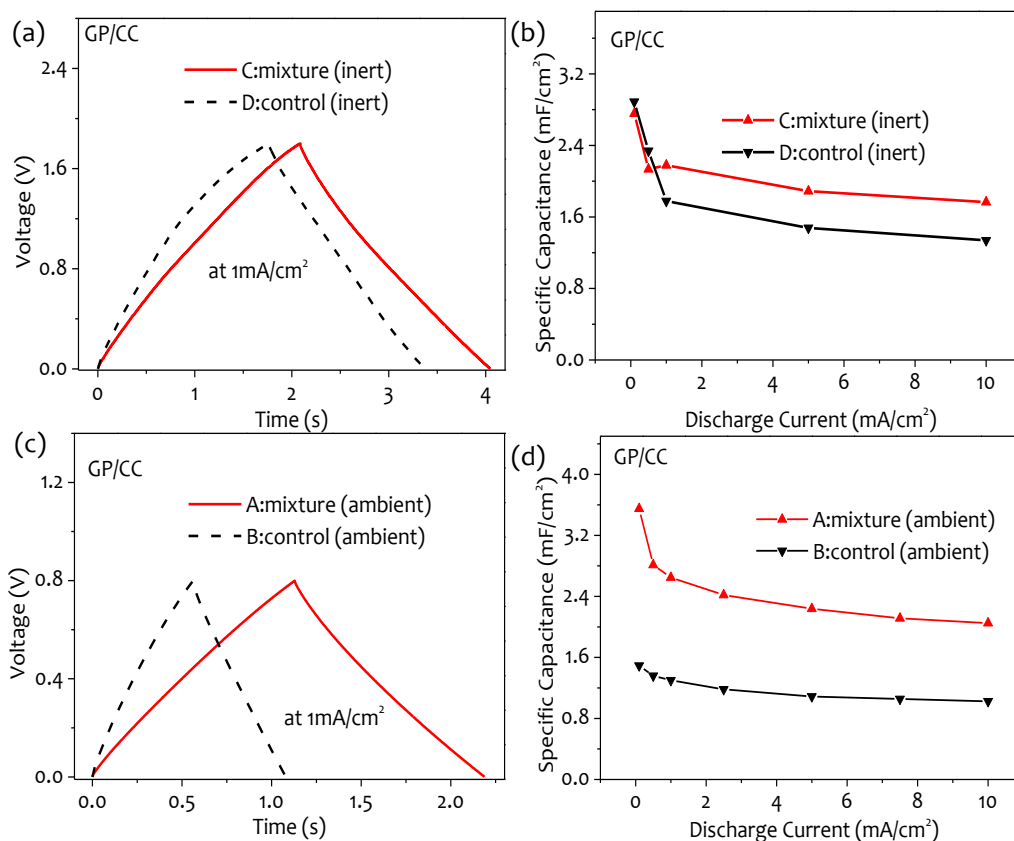 (a)
GP/CC
C:mixture (inert)
D:control (inert)
at 1mA/cm²
Voltage (V)
2.4
1.6
0.8
0.0
0 1 2 3 4
Time (s)
(b)
GP/CC
C:mixture (inert)
D:control (inert)
Specific Capacitance (mF/cm²)
3.2
2.4
1.6
0.8
0.0
0 2 4 6 8 10
Discharge Current (mA/cm²)
(c)
GP/CC
A:mixture (ambient)
B:control (ambient)
at 1mA/cm²
Voltage (V)
1.2
0.8
0.4
0.0
0.0 0.5 1.0 1.5 2.0
Time (s)
(d)
GP/CC
A:mixture (ambient)
B:control (ambient)
Specific Capacitance (mF/cm²)
4.0
3.2
2.4
1.6
0.8
0.0
0 2 4 6 8 10
Discharge Current (mA/cm²)